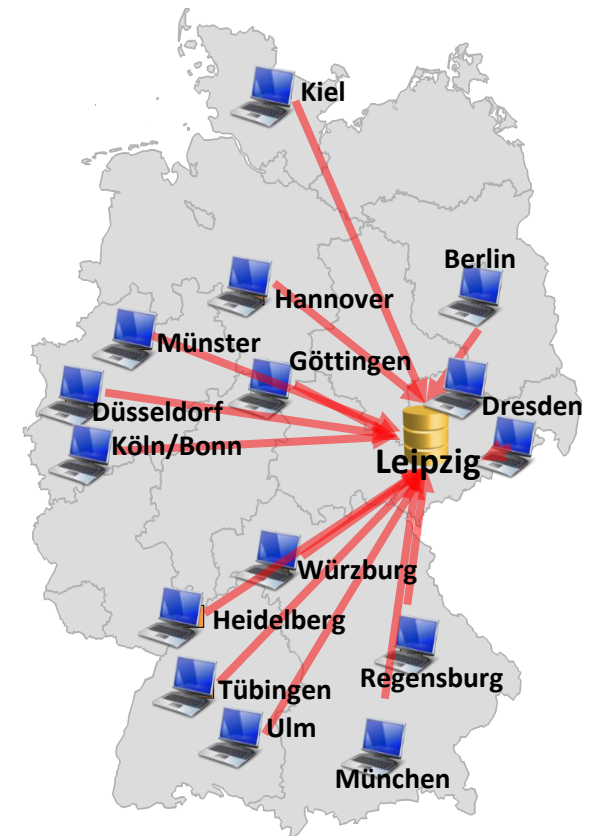 Kiel
Berlin
Hannover
Münster
Göttingen
Düsseldorf
Dresden
Köln/Bonn
Leipzig
Würzburg
Heidelberg
Regensburg
Tübingen
Ulm
München